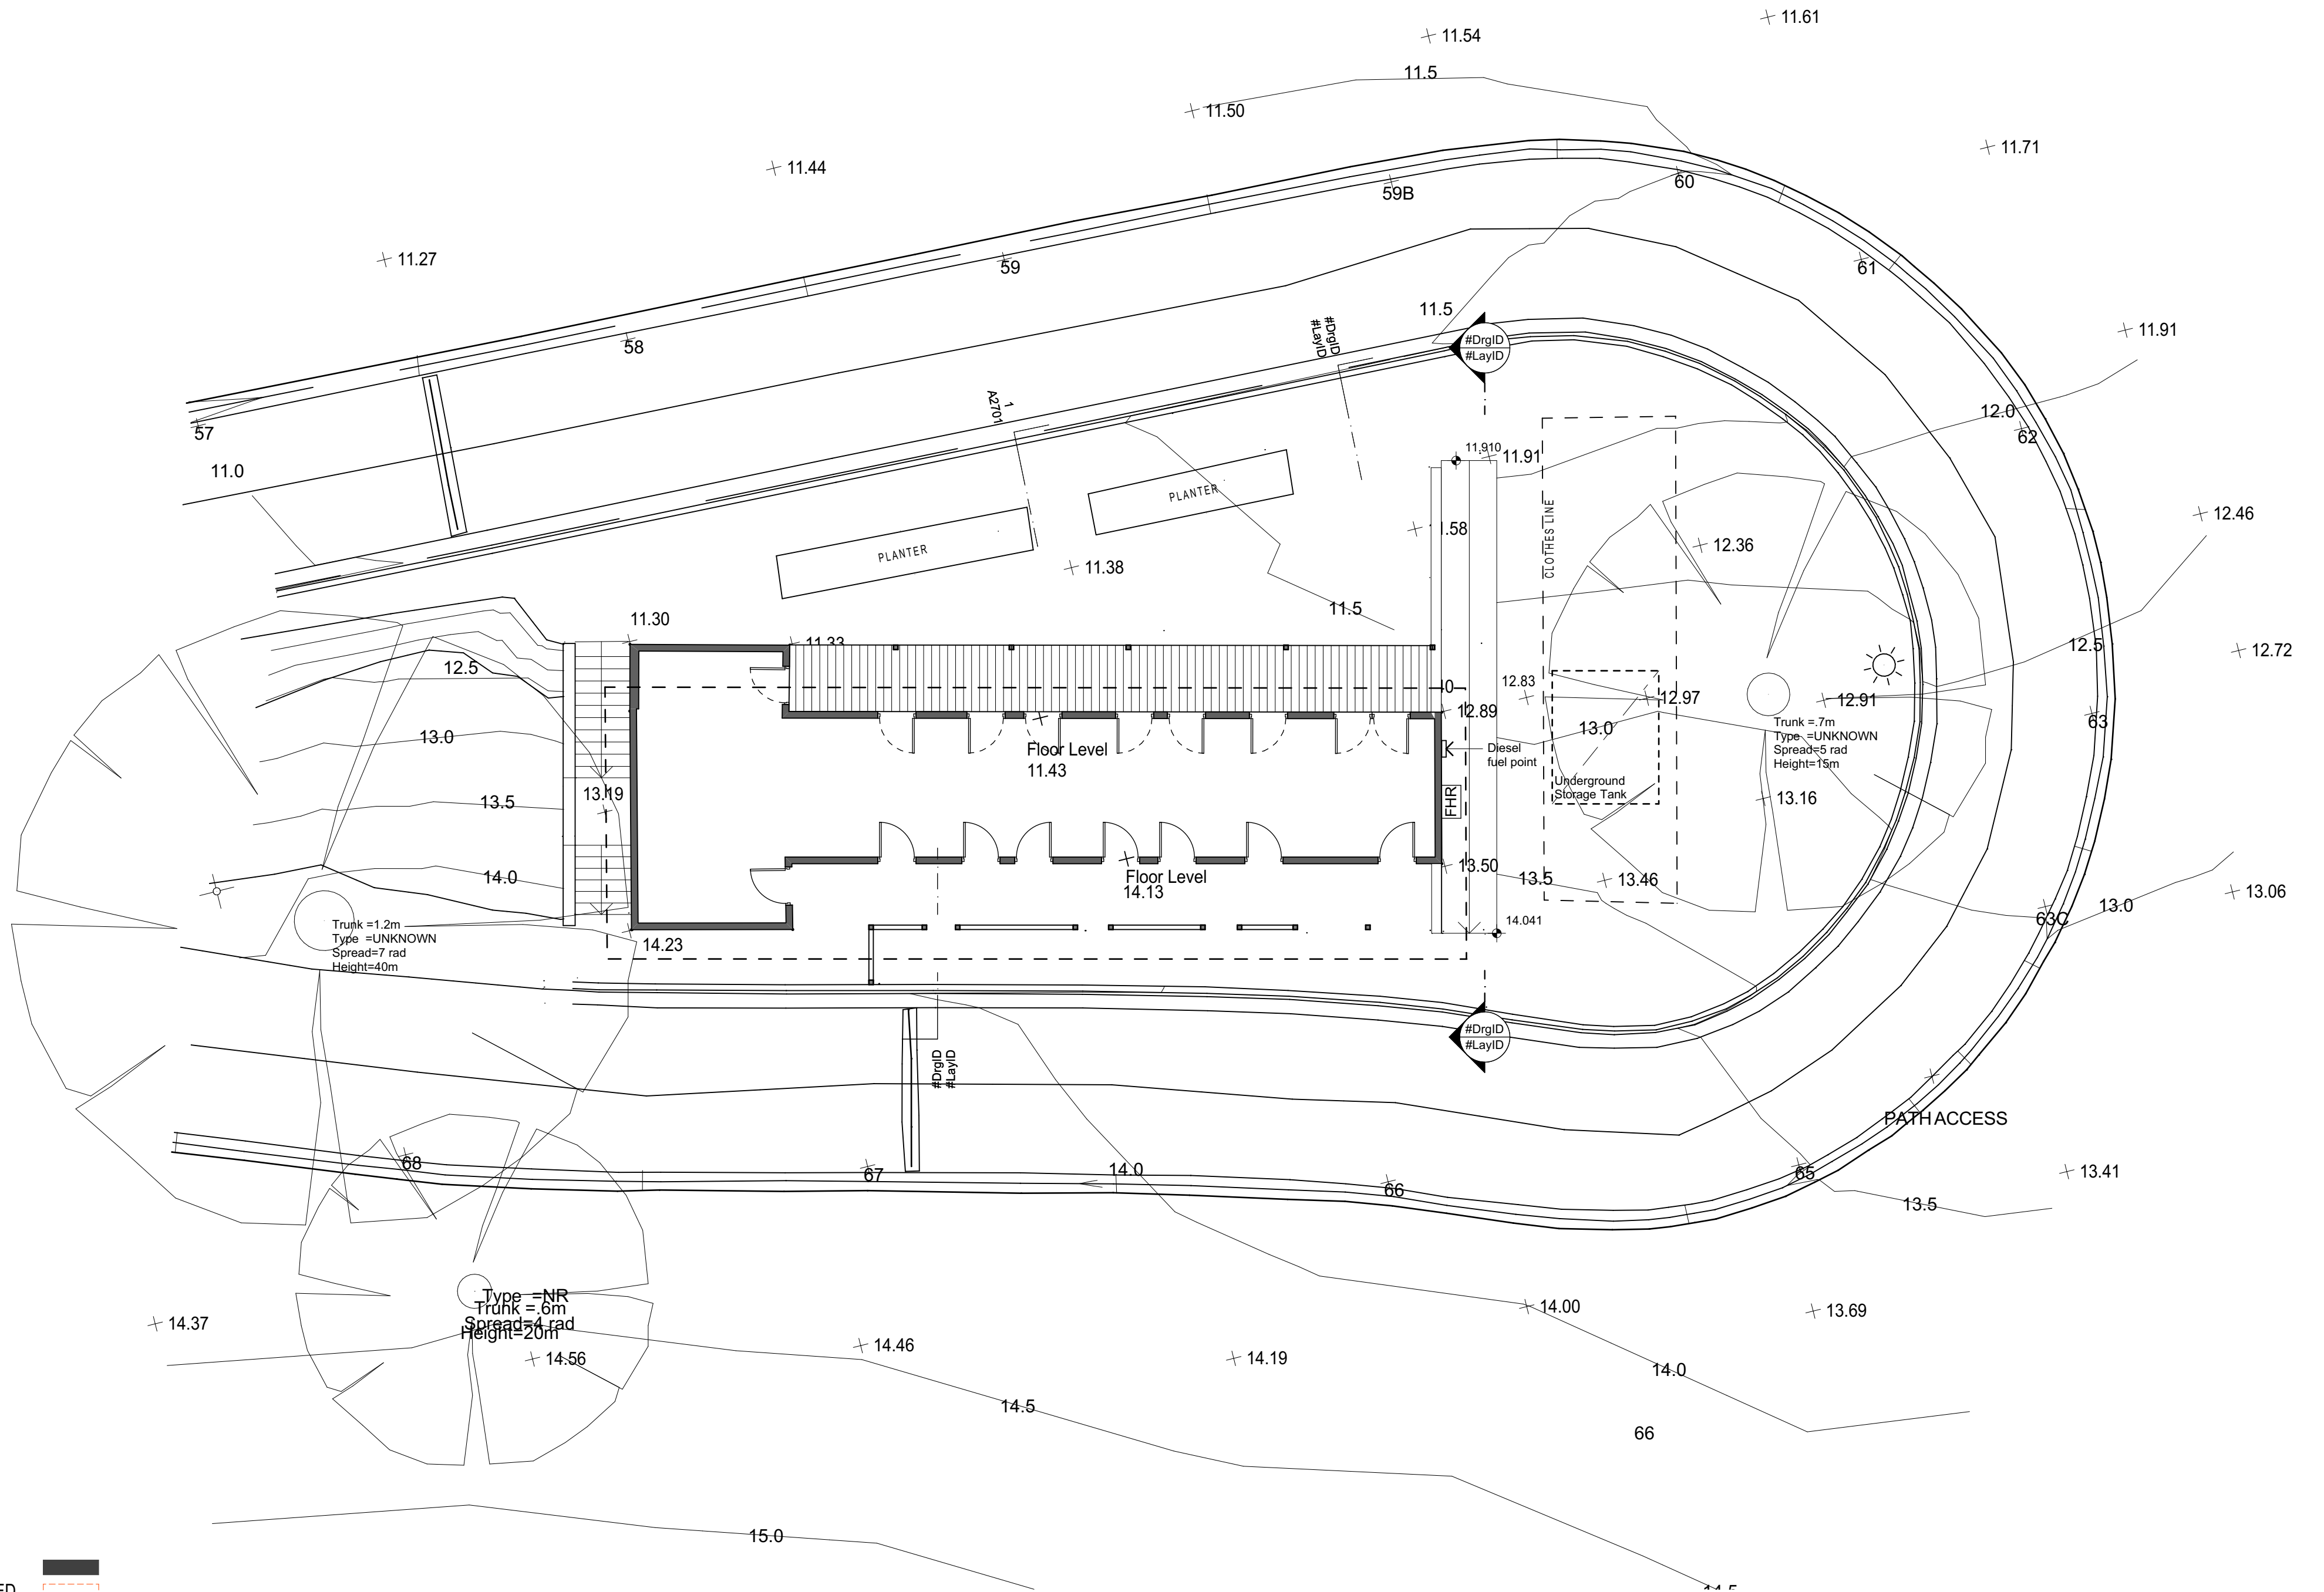 11.61
11.54
11.5
11.50
11.71
11.44
60
59B
11.27
59
61
11.5
11.91
#DrgID
#LayID
#DrgID
#LayID
58
1
A2701
12.0
57
62
11.0
11.910
11.91
PLANTER
12.46
.58
CLOTHES LINE
12.36
PLANTER
11.38
11.5
11.30
11.33
12.5
12.5
12.72
12.83
12.97
12.91
40
12.89
63
Trunk =.7m
Type =UNKNOWN
Spread=5 rad
Height=15m
13.0
13.0
Floor Level
11.43
Diesel
fuel point
Underground
Storage Tank
13.19
13.5
FHR
13.16
14.0
13.50
13.5
13.46
Floor Level
14.13
13.06
13.0
63C
14.041
Trunk =1.2m
Type =UNKNOWN
Spread=7 rad
Height=40m
14.23
#DrgID
#LayID
#DrgID
#LayID
PATH ACCESS
68
67
14.0
66
65
13.41
13.5
Type =NR
Trunk =.6m
Spread=4 rad
Height=20m
14.00
13.69
14.37
14.46
14.56
14.19
14.0
14.5
66
15.0
14.5